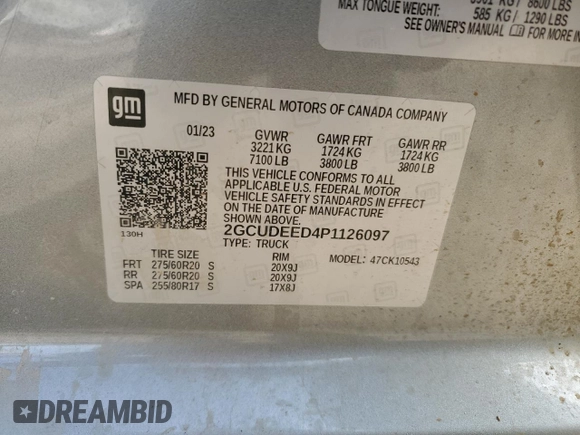 KG/ 8600 LBS
MAX TONGUE WEIGHT: 585 KG/ 1290 LBS
SEE OWNER'S MANUAL FOR MORE IN
gm
MFD BY GENERAL MOTORS OF CANADA COMPANY
01/23 GVWR GAWR FRT GAWR RR
3221 KG 1724 KG 1724 KG
7100 LB 3800 LB 3800 LB
THIS VEHICLE CONFORMS TO ALL
APPLICABLE U.S. FEDERAL MOTOR
VEHICLE SAFETY STANDARDS IN EFFECT
ON THE DATE OF MANUFACTURE
SHOWN ABOVE.
130H
2GCUDEED4P1126097
TYPE: TRUCK
MODEL: 47CK10543
TIRE SIZE RIM
FRT 275/60R20 S 20X9J
RR 275/60R20 S 20X9J
SPA 255/80R17 S 17X8J
DREAMBID